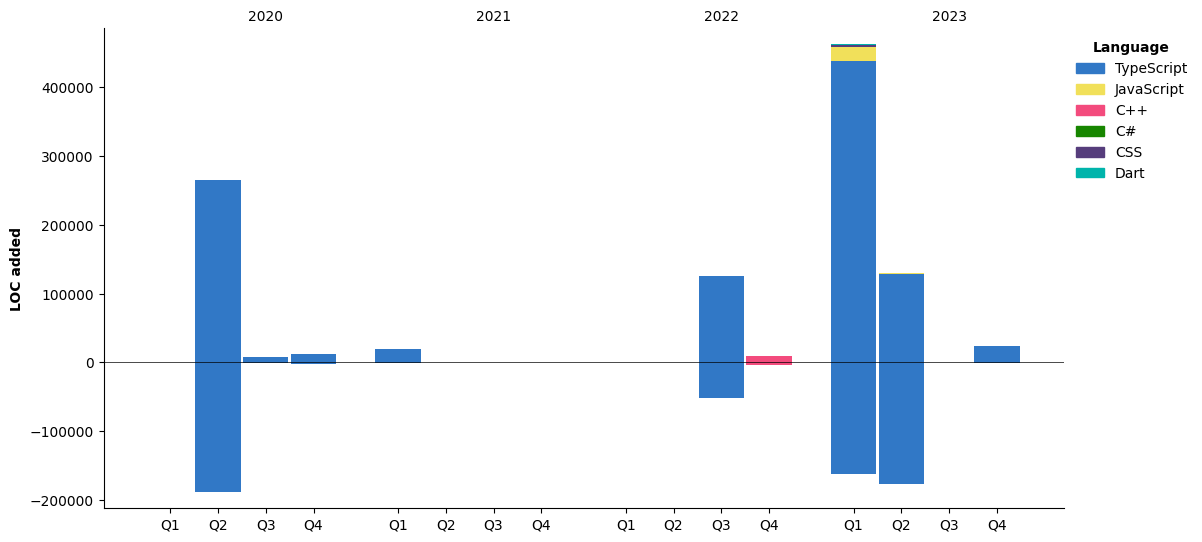 2020 2021 2022 2023
Language
TypeScript
JavaScript
C++
C#
CSS
Dart
LOC added
400000
300000
200000
100000
0
−100000
−200000
Q1 Q2 Q3 Q4 Q1 Q2 Q3 Q4 Q1 Q2 Q3 Q4 Q1 Q2 Q3 Q4